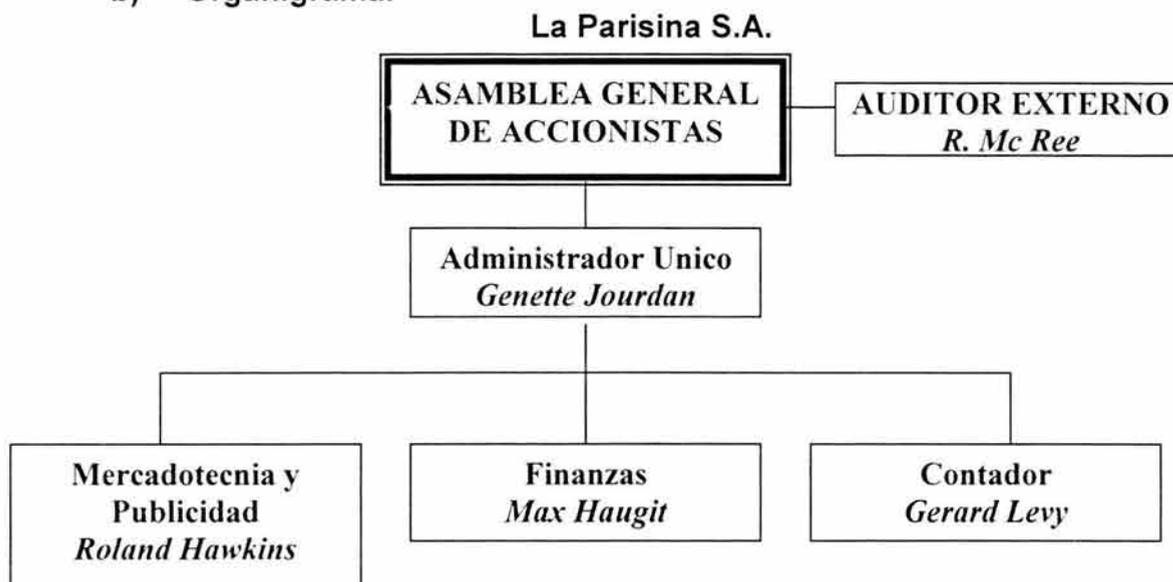 b) Organigrama.
La Parisina S.A.
ASAMBLEA GENERAL
DE ACCIONISTAS
AUDITOR EXTERNO
R. Mc Ree
Administrador Unico
Genette Jourdan
Mercadotecnia y
Publicidad
Roland Hawkins
Finanzas
Max Haugit
Contador
Gerard Levy